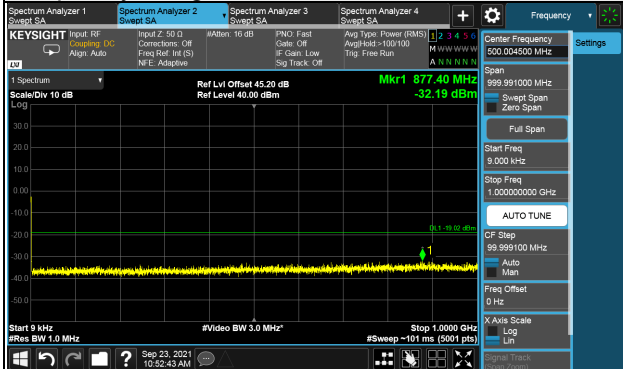 Spectrum Analyzer 1
Swept SA
Spectrum Analyzer 2
Swept SA
Spectrum Analyzer 3
Swept SA
Spectrum Analyzer 4
Swept SA
+
Frequency
KEYSIGHT
Input: RF
Coupling: DC
Align: Auto
Input Z: 50 Ω
Corrections: Off
Freq Ref: Int (S)
NFE: Adaptive
#Atten: 16 dB
PNO: Fast
Gate: Off
IF Gain: Low
Sig Track: Off
Avg Type: Power (RMS)
Avg|Hold:>100/100
Trig: Free Run
1 2 3 4 5 6
M W W W W W
A N N N N N
LVI
1 Spectrum
Scale/Div 10 dB
Log
Ref Lvl Offset 45.20 dB
Ref Level 40.00 dBm
Mkr1 877.40 MHz
-32.19 dBm
30.0
20.0
10.0
0.00
-10.0
-20.0
-30.0
-40.0
-50.0
DL1 -19.02 dBm
1
Start 9 kHz
#Res BW 1.0 MHz
#Video BW 3.0 MHz*
Stop 1.0000 GHz
#Sweep ~101 ms (5001 pts)
?
Sep 23, 2021
10:52:43 AM
Center Frequency
500.004500 MHz
Settings
Span
999.991000 MHz
Swept Span
Zero Span
Full Span
Start Freq
9.000 kHz
Stop Freq
1.000000000 GHz
AUTO TUNE
CF Step
99.999100 MHz
Auto
Man
Freq Offset
0 Hz
X Axis Scale
Log
Lin
Signal Track
(Span Zoom)